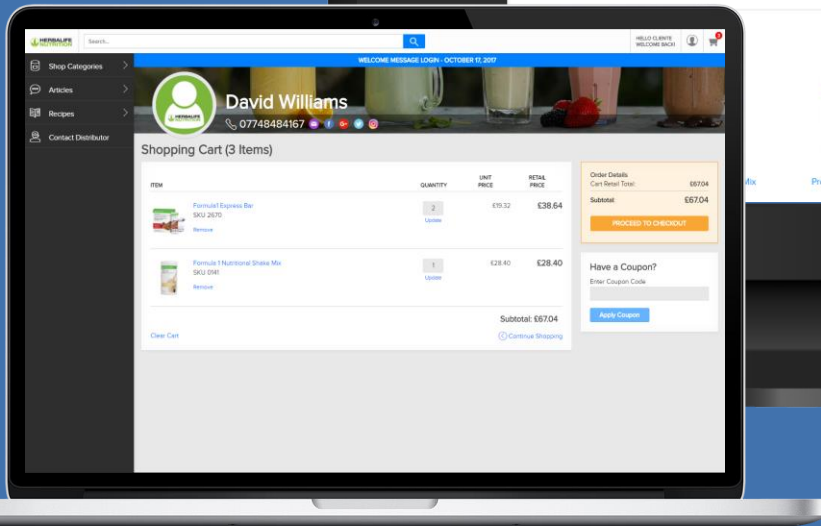 HERBALIFE
NUTRITION
Search...
HELLO CLIENTE
WELCOME BACK!
3
WELCOME MESSAGE LOGIN - OCTOBER 17, 2017
Shop Categories
Articles
Recipes
Contact Distributor
HERBALIFE
David Williams
07748484167
Shopping Cart (3 Items)
ITEM
QUANTITY
UNIT
PRICE
RETAIL
PRICE
Formula1 Express Bar
SKU 2670
Remove
2
Update
£19.32
£38.64
Formula 1 Nutritional Shake Mix
SKU 0141
Remove
1
Update
£28.40
£28.40
Subtotal: £67.04
Clear Cart
Continue Shopping
Order Details
Cart Retail Total:
£67.04
Subtotal:
£67.04
PROCEED TO CHECKOUT
Have a Coupon?
Enter Coupon Code
Apply Coupon
Mix
Pr